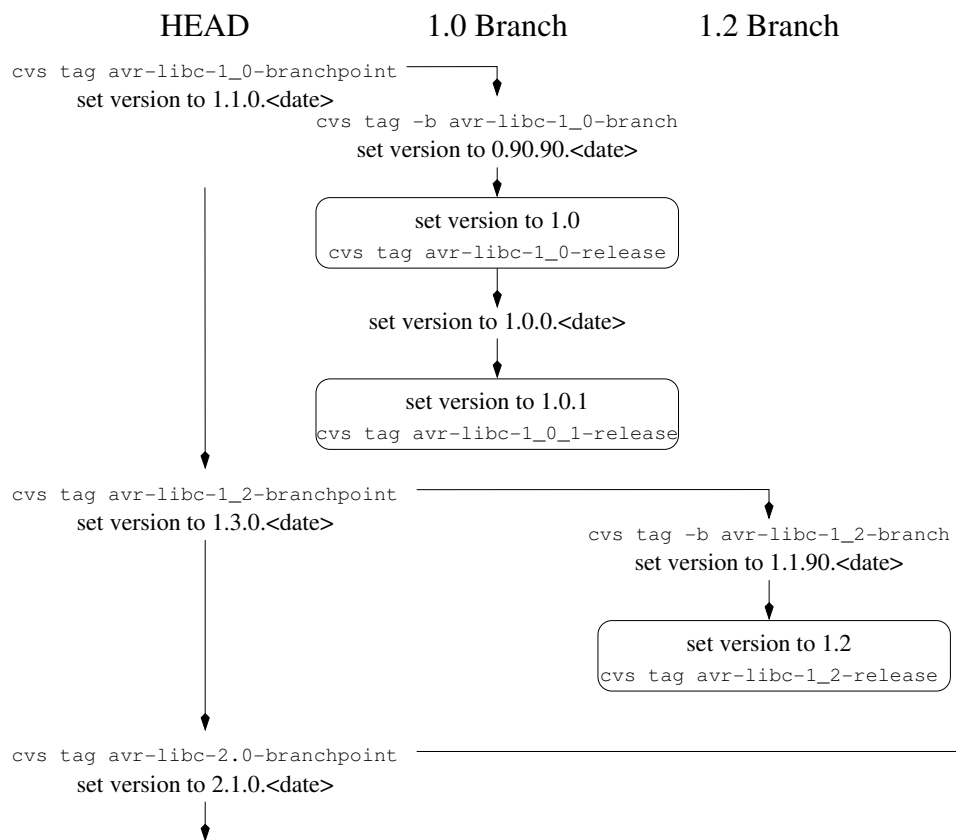 HEAD
1.0 Branch
1.2 Branch
cvs tag avr-libc-1_0-branchpoint
set version to 1.1.0.<date>
cvs tag -b avr-libc-1_0-branch
set version to 0.90.90.<date>
set version to 1.0
cvs tag avr-libc-1_0-release
set version to 1.0.0.<date>
set version to 1.0.1
cvs tag avr-libc-1_0_1-release
cvs tag avr-libc-1_2-branchpoint
set version to 1.3.0.<date>
cvs tag -b avr-libc-1_2-branch
set version to 1.1.90.<date>
set version to 1.2
cvs tag avr-libc-1_2-release
cvs tag avr-libc-2.0-branchpoint
set version to 2.1.0.<date>